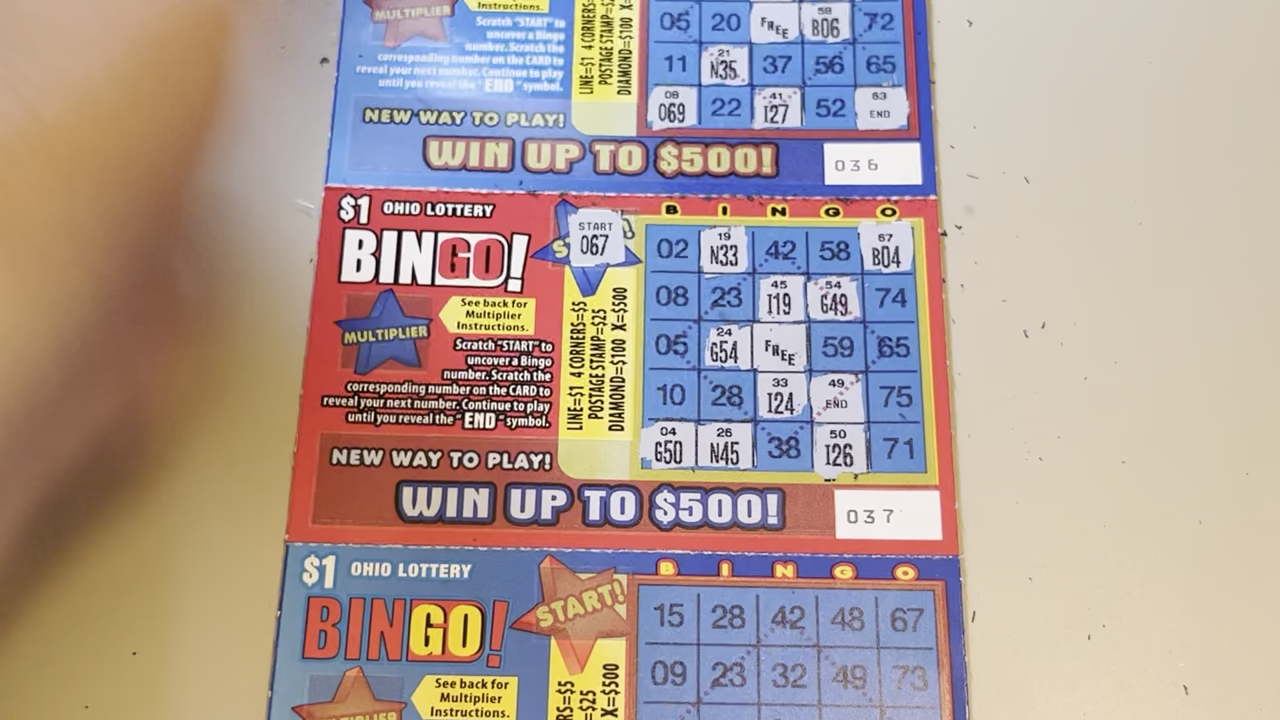 MULTIPLIER
Instructions.
Scratch "START" to
uncover a Bingo
number. Scratch the
corresponding number on the CARD to
reveal your next number. Continue to play
until you reveal the "END" symbol.
LINE=$1 4 CORNERS=
POSTAGE STAMP=$
DIAMOND=$100 X=
05 20 FREE 58 B06 72
11 21 N35 37 56 65
08 O69 22 41 I27 52 63 END
NEW WAY TO PLAY!
WIN UP TO $500!
036
$1 OHIO LOTTERY
BINGO!
START
O67
MULTIPLIER
See back for
Multiplier
Instructions.
Scratch "START" to
uncover a Bingo
number. Scratch the
corresponding number on the CARD to
reveal your next number. Continue to play
until you reveal the "END" symbol.
LINE=$1 4 CORNERS=$5
POSTAGE STAMP=$25
DIAMOND=$100 X=$500
B I N G O
02 19 N33 42 58 67 B04
08 23 45 I19 54 G49 74
05 24 G54 FREE 59 65
10 28 33 I24 49 END 75
04 G50 26 N45 38 50 I26 71
NEW WAY TO PLAY!
WIN UP TO $500!
037
$1 OHIO LOTTERY
BINGO!
START!
MULTIPLIER
See back for
Multiplier
Instructions.
RS=$5
=$25
X=$500
B I N G O
15 28 42 48 67
09 23 32 49 73